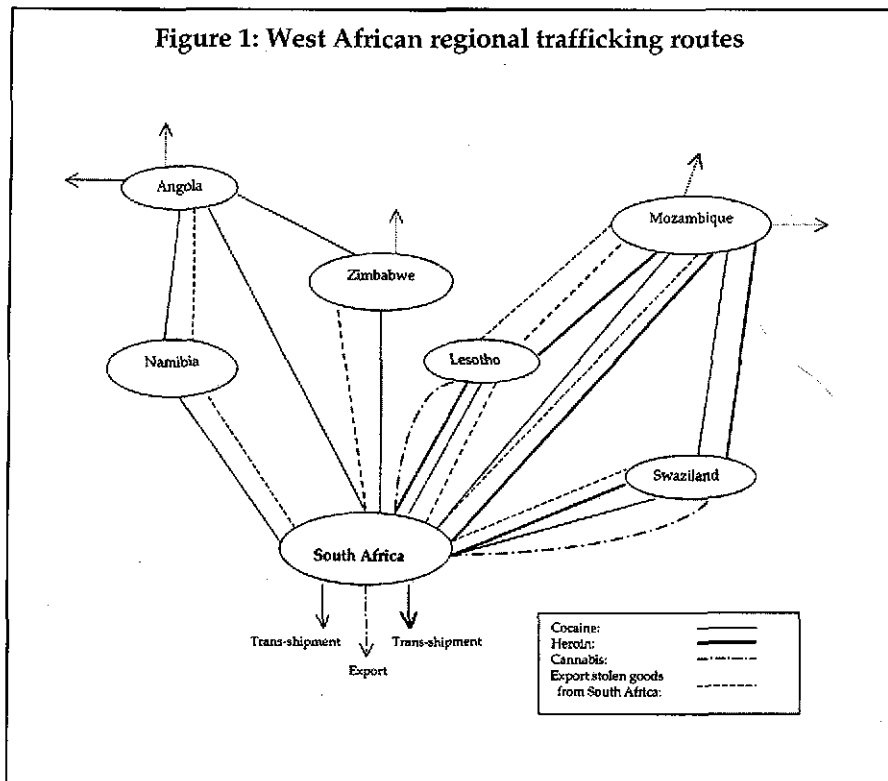 Figure 1: West African regional trafficking routes
Angola
Mozambique
Zimbabwe
Namibia
Lesotho
Swaziland
South Africa
Trans-shipment
Trans-shipment
Export
Cocaine:
Heroin:
Cannabis:
Export stolen goods
from South Africa: